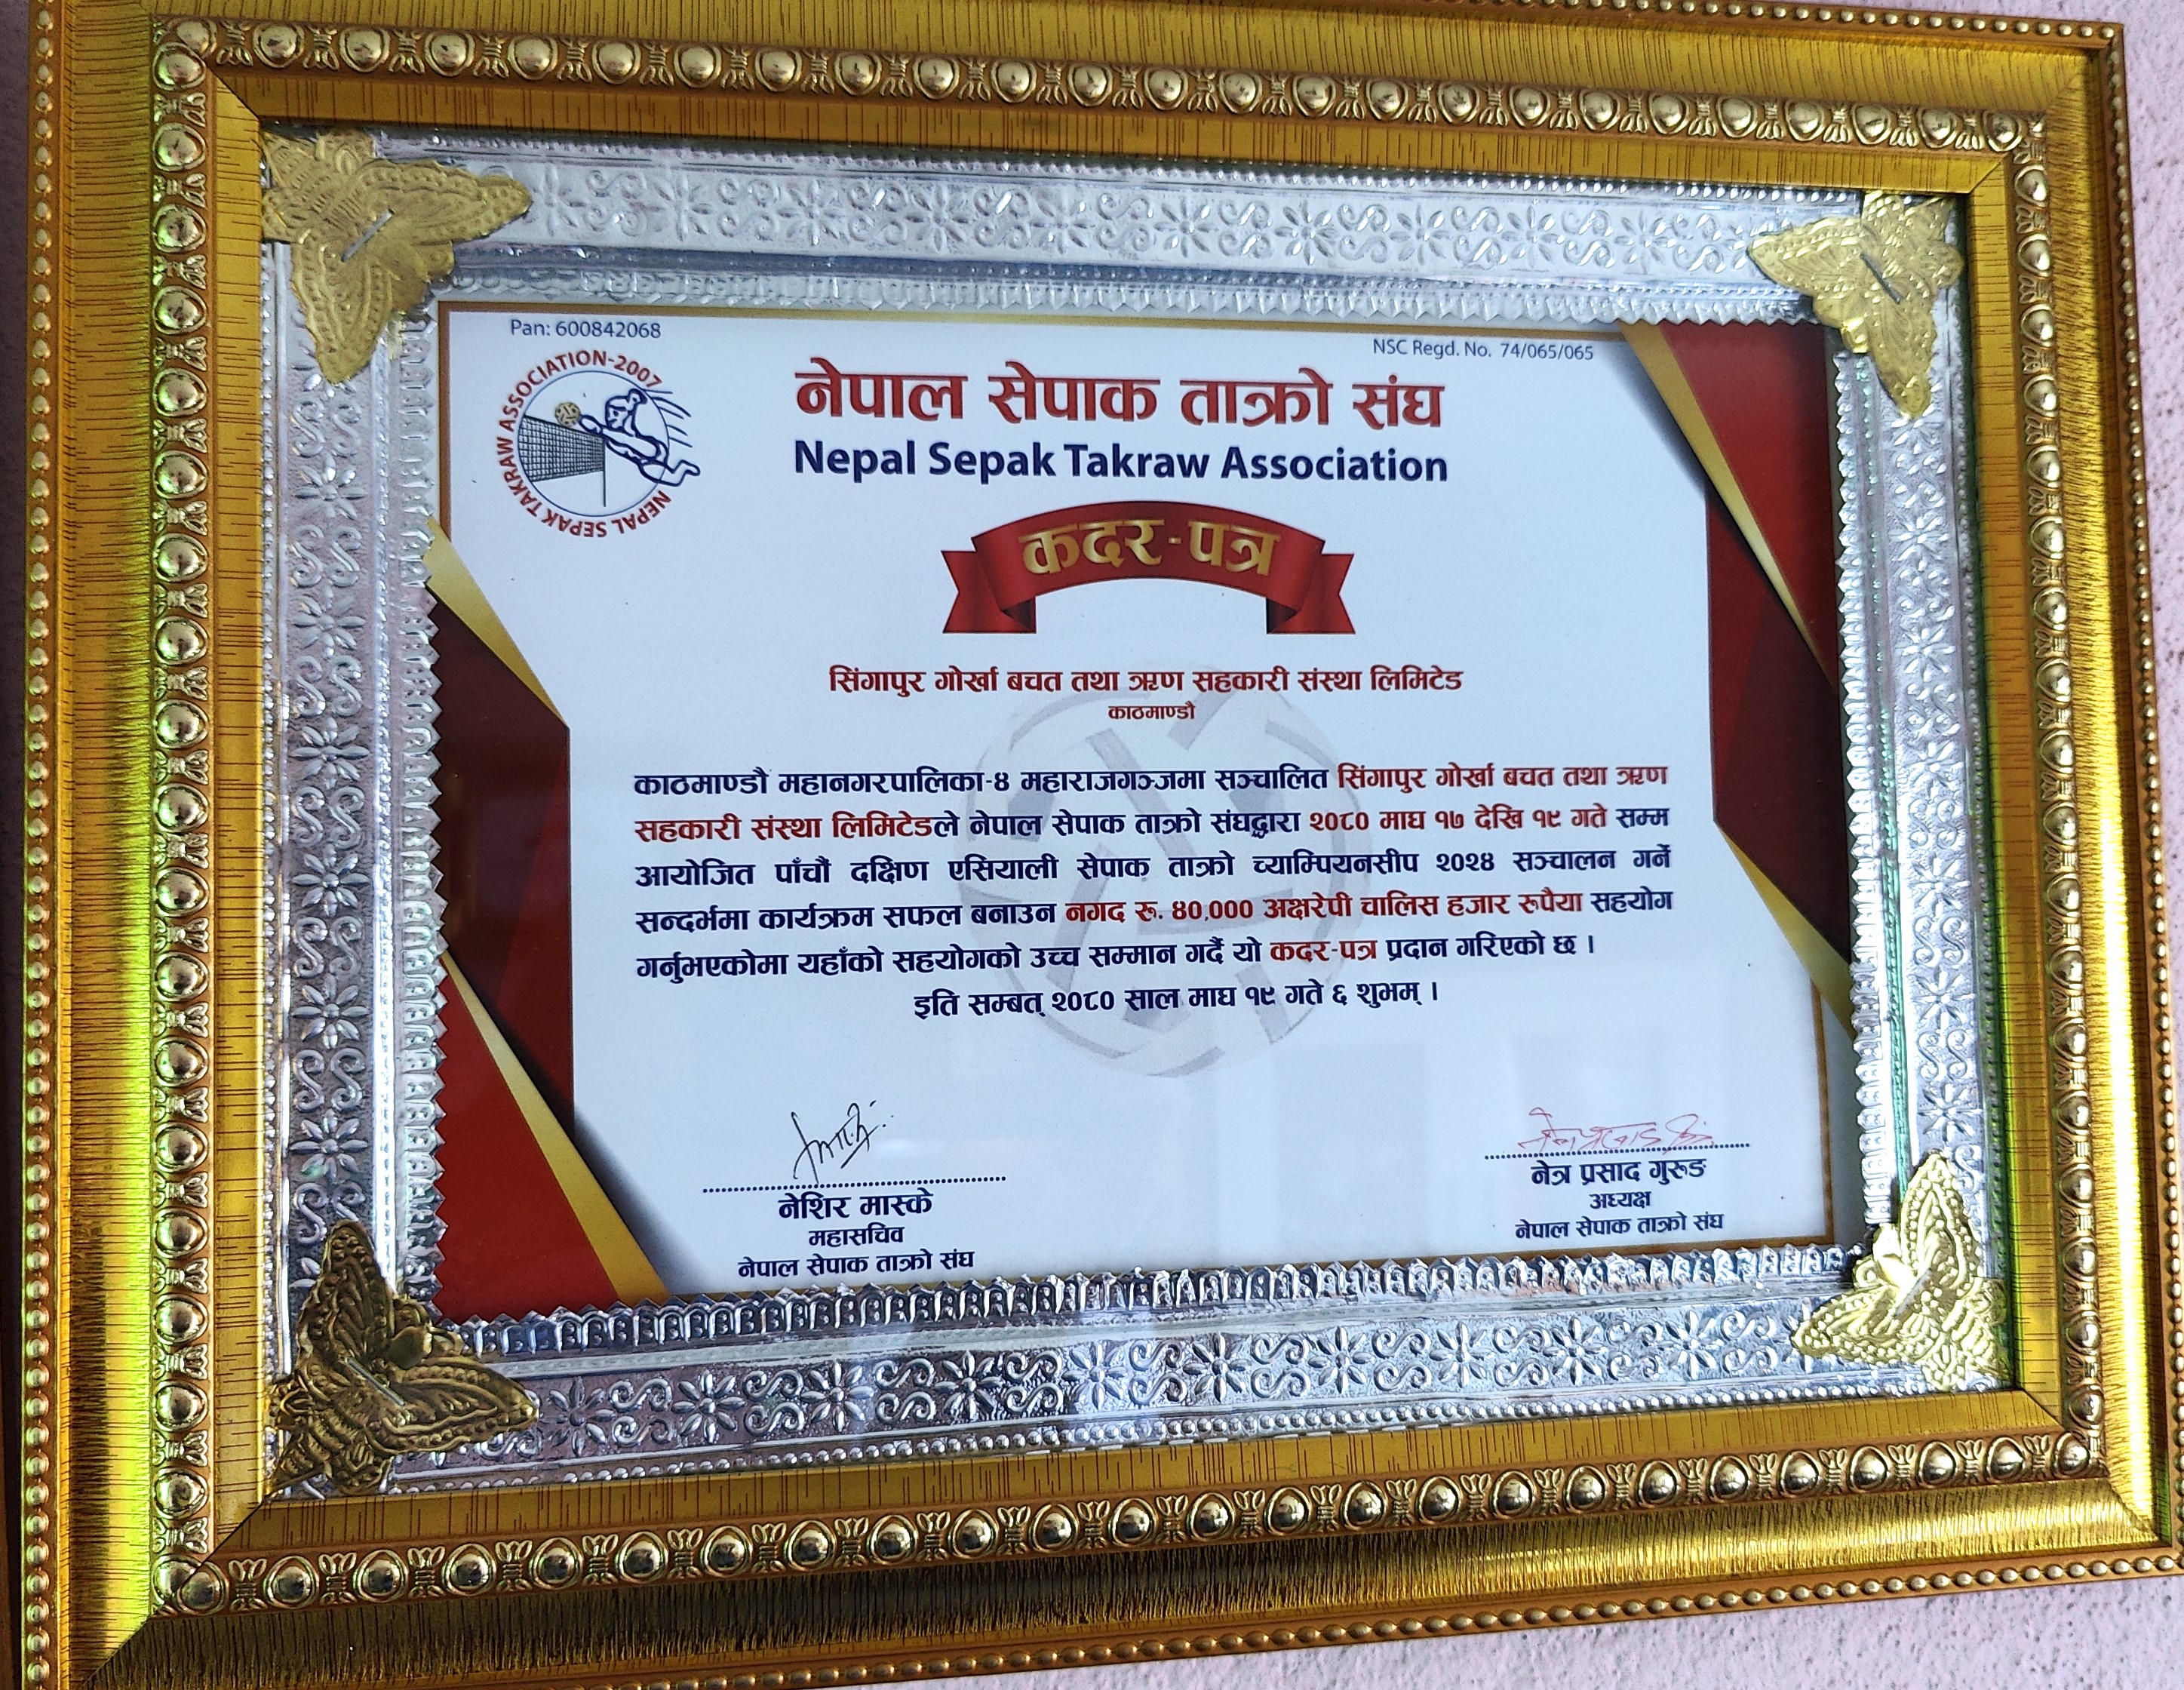 Pan: 600842068
NSC Regd. No. 74/065/065
NEPAL SEPAK TAKRAW ASSOCIATION-2007
नेपाल सेपाक ताक्रो संघ
Nepal Sepak Takraw Association
कदर-पत्र
सिंगापुर गोर्खा बचत तथा ऋण सहकारी संस्था लिमिटेड
काठमाण्डौ
काठमाण्डौ महानगरपालिका-४ महाराजगञ्जमा सञ्चालित सिंगापुर गोर्खा बचत तथा ऋण
सहकारी संस्था लिमिटेडले नेपाल सेपाक ताक्रो संघद्वारा २०८० माघ १७ देखि १९ गते सम्म
आयोजित पाँचौ दक्षिण एसियाली सेपाक ताक्रो च्याम्पियनसीप २०२४ सञ्चालन गर्ने
सन्दर्भमा कार्यक्रम सफल बनाउन नगद रु. ४०,००० अक्षरेपी चालिस हजार रुपैया सहयोग
गर्नुभएकोमा यहाँको सहयोगको उच्च सम्मान गर्दै यो कदर-पत्र प्रदान गरिएको छ ।
इति सम्बत् २०८० साल माघ १९ गते ६ शुभम् ।
नेशिर मास्के
महासचिव
नेपाल सेपाक ताक्रो संघ
नेत्र प्रसाद गुरुङ
अध्यक्ष
नेपाल सेपाक ताक्रो संघ